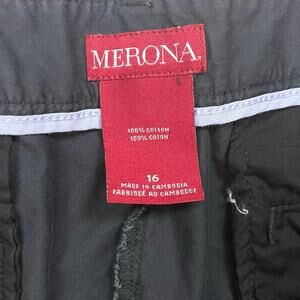 MERONA.
100% COTTON
100% COTON
16
MADE IN CAMBODIA
FABRIQUÉ AU CAMBODGE